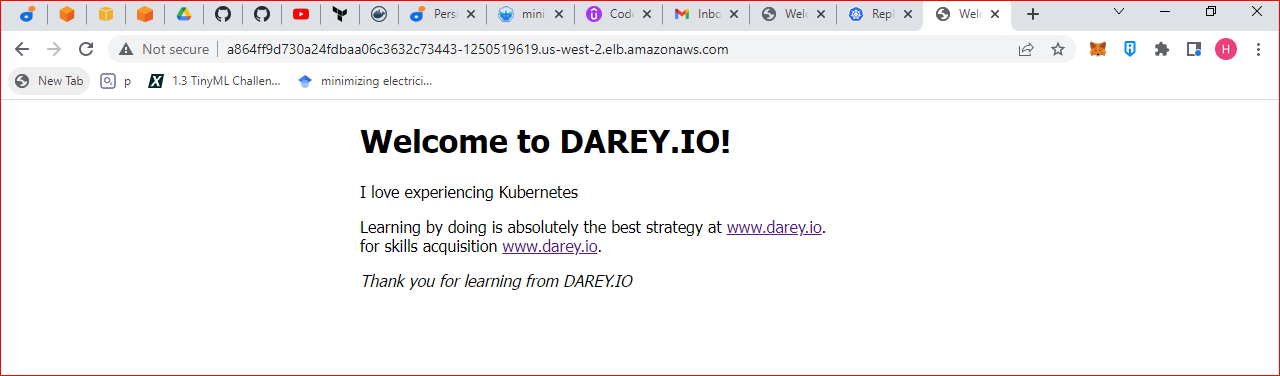 Persi
mini
Code
Inbo
Welc
Repl
Welc
Not secure a864ff9d730a24fdbaa06c3632c73443-1250519619.us-west-2.elb.amazonaws.com
H
New Tab
p
1.3 TinyML Challen...
minimizing electrici...
Welcome to DAREY.IO!
I love experiencing Kubernetes
Learning by doing is absolutely the best strategy at www.darey.io.
for skills acquisition www.darey.io.
Thank you for learning from DAREY.IO